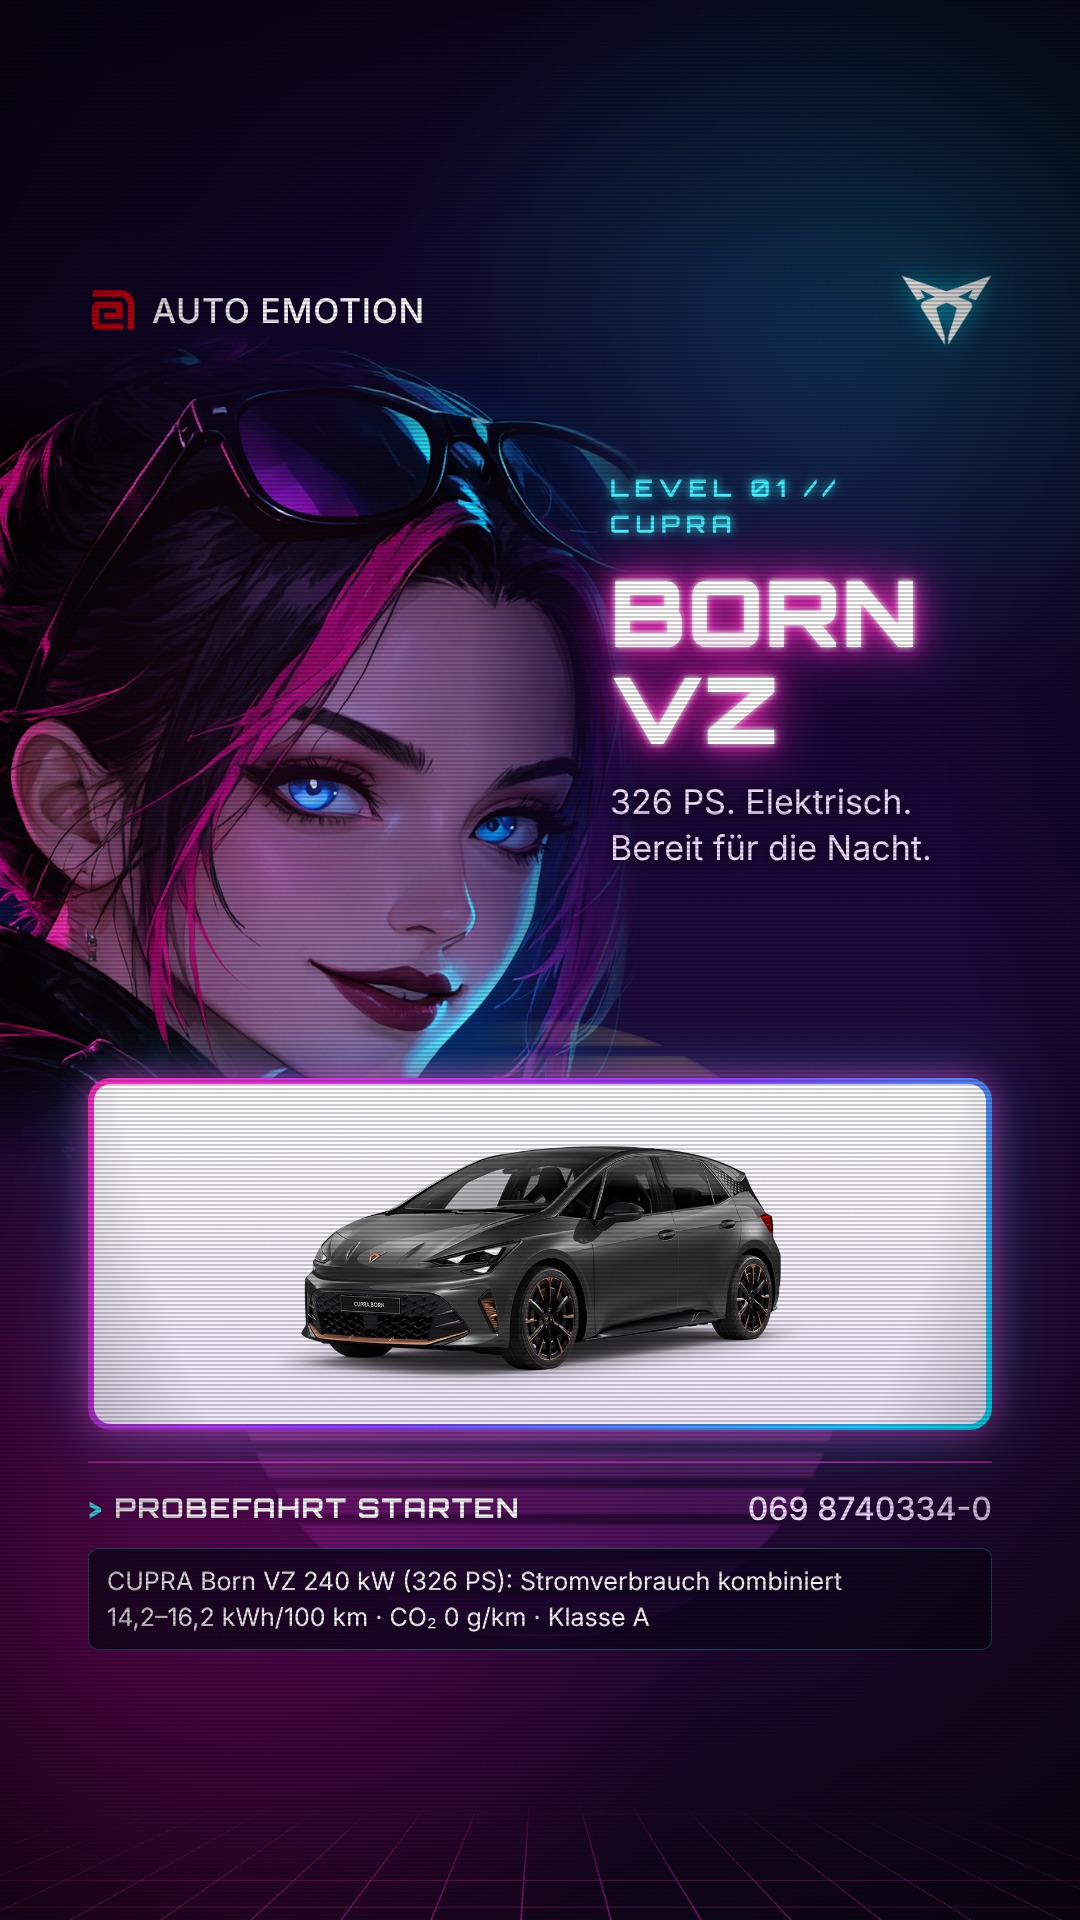 AUTO EMOTION
LEVEL 01 //
CUPRA
BORN
VZ
326 PS. Elektrisch.
Bereit für die Nacht.
CUPRA BORN
> PROBEFAHRT STARTEN
069 8740334-0
CUPRA Born VZ 240 kW (326 PS): Stromverbrauch kombiniert
14,2–16,2 kWh/100 km · CO₂ 0 g/km · Klasse A